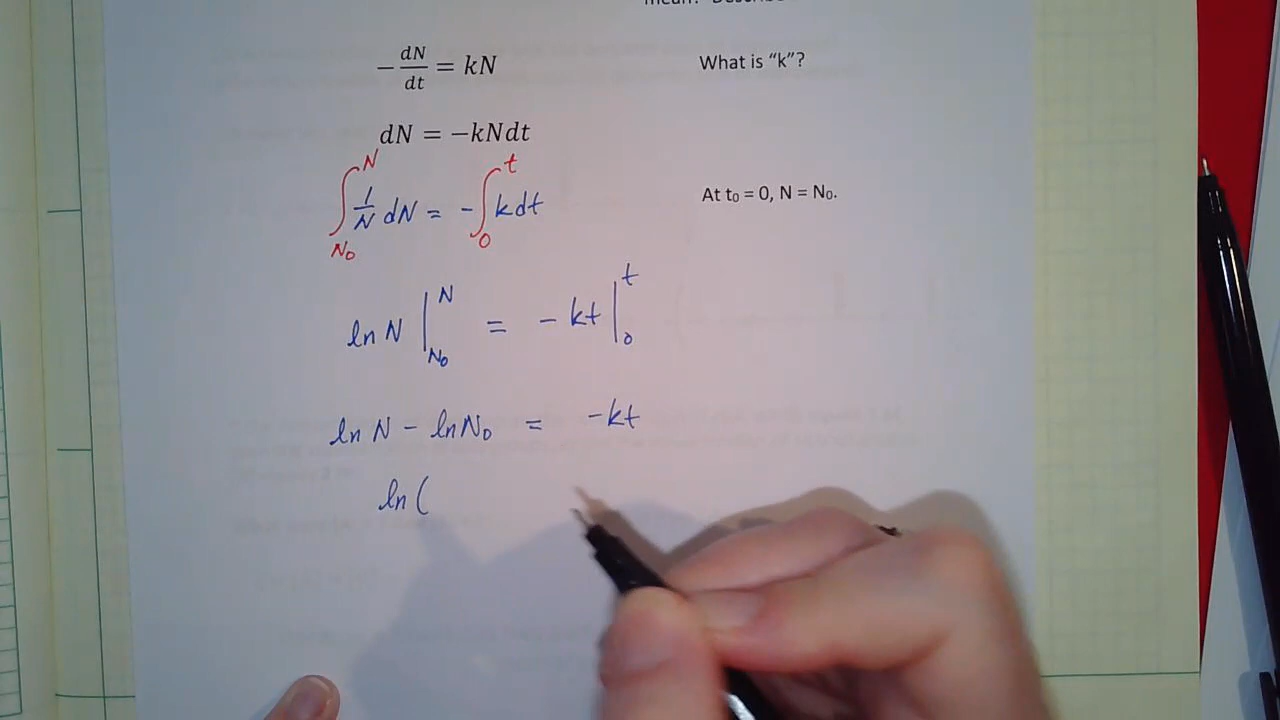 -dN/dt = kN What is “k”?
dN = -kNdt
∫_{N₀}^{N} 1/N dN = -∫_{0}^{t} kdt At t₀ = 0, N = N₀.
ln N |_{N₀}^{N} = -kt |_{0}^{t}
ln N - ln N₀ = -kt
ln (